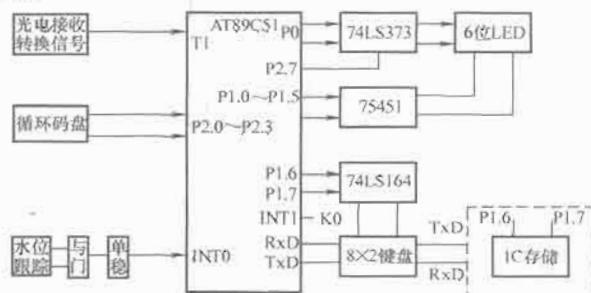 AT89C51
光电接收
转换信号
T1
P0
74LS373
6位LED
P2.7
P1.0～P1.5
75451
循环码盘
P2.0～P2.3
P1.6
P1.7
74LS164
INT1
K0
TxD
P1.6
P1.7
水位
跟踪
与
门
单
稳
INT0
RxD
TxD
8×2键盘
RxD
IC存储